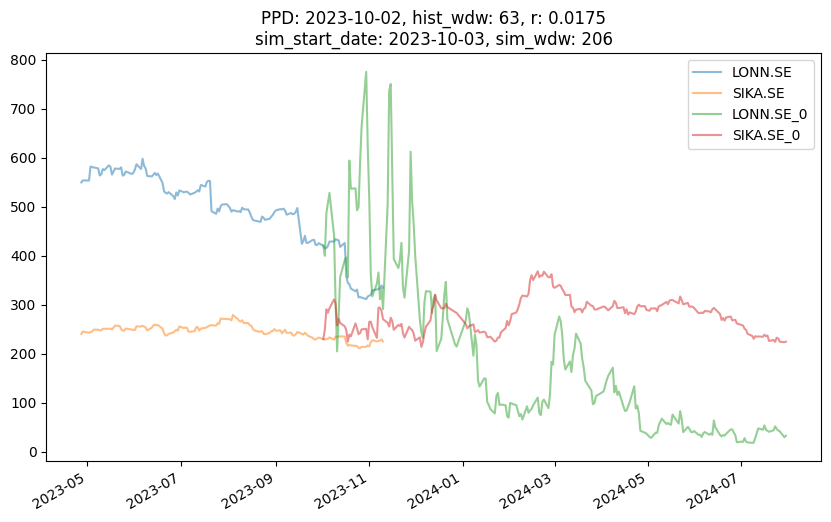 PPD: 2023-10-02, hist_wdw: 63, r: 0.0175
sim_start_date: 2023-10-03, sim_wdw: 206
LONN.SE
SIKA.SE
LONN.SE_0
SIKA.SE_0
800
700
600
500
400
300
200
100
0
2023-05
2023-07
2023-09
2023-11
2024-01
2024-03
2024-05
2024-07